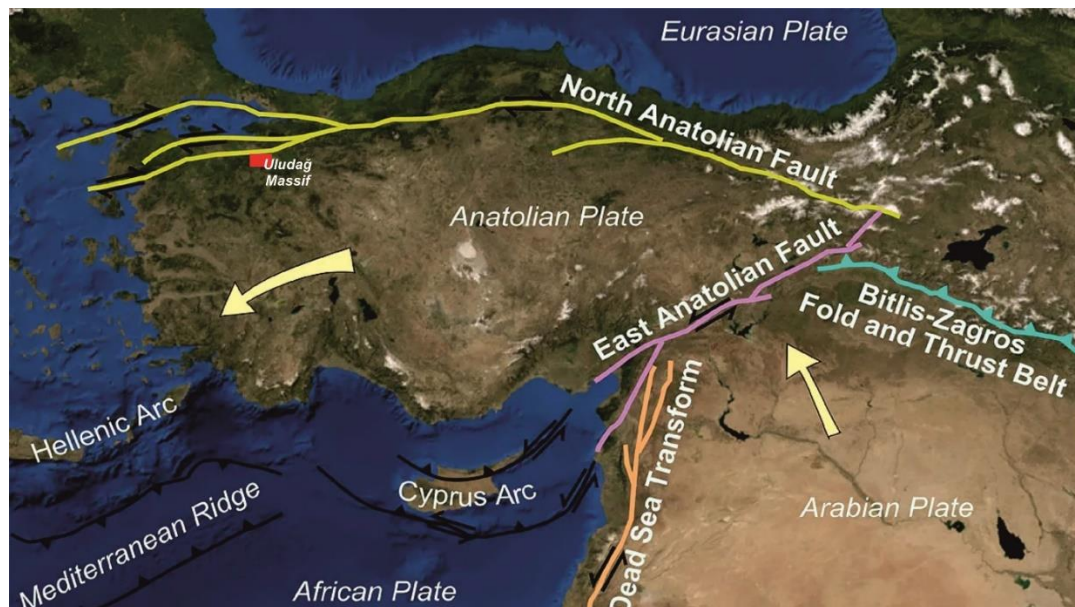 Eurasian Plate
North Anatolian Fault
Uludağ
Massif
Anatolian Plate
East Anatolian Fault
Bitlis-Zagros
Fold and Thrust Belt
Hellenic Arc
Cyprus Arc
Mediterranean Ridge
Dead Sea Transform
Arabian Plate
African Plate